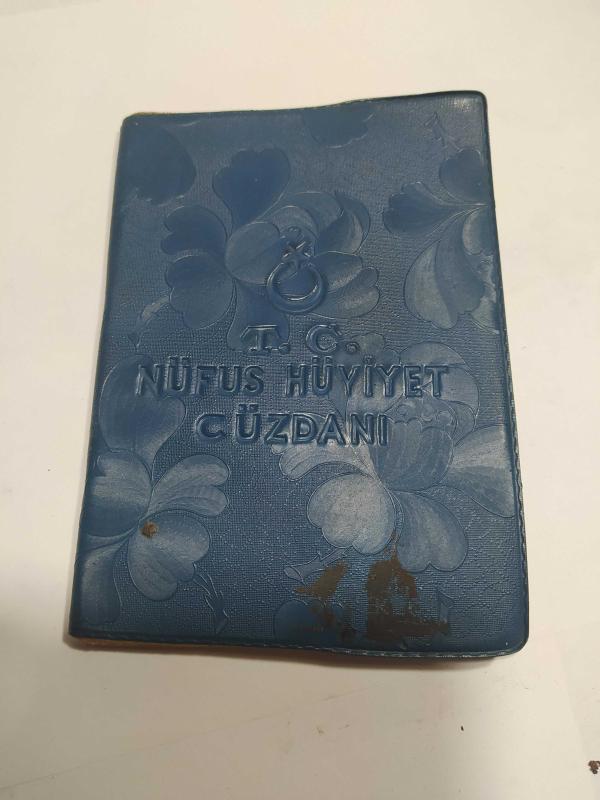 T. C.
NÜFUS HÜVİYET
CÜZDANI